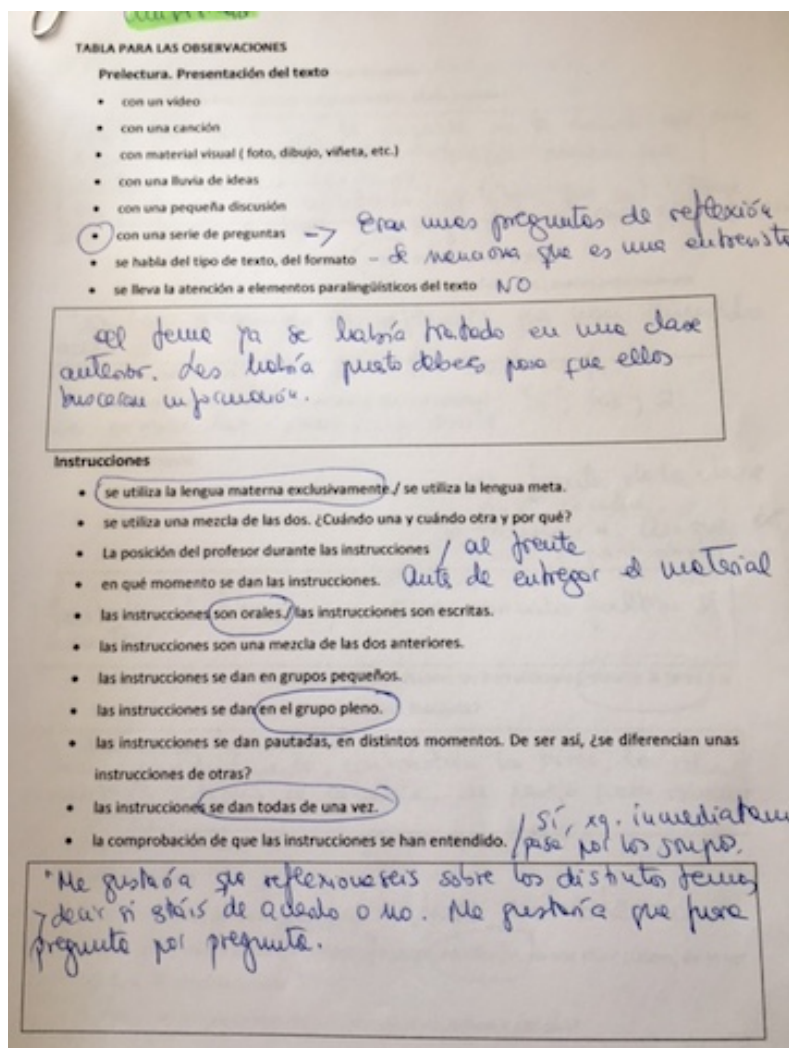 TABLA PARA LAS OBSERVACIONES
Prelectura. Presentación del texto
• con un vídeo
• con una canción
• con material visual ( foto, dibujo, viñeta, etc.)
• con una lluvia de ideas
• con una pequeña discusión
• con una serie de preguntas –> Eran unas preguntas de reflexión
• se habla del tipo de texto, del formato – se menciona que es una entrevista
• se lleva la atención a elementos paralingüísticos del texto NO
el tema ya se había tratado en una clase
anterior. Les había puesto deberes para que ellos
buscaran información.
Instrucciones
• se utiliza la lengua materna exclusivamente./ se utiliza la lengua meta.
• se utiliza una mezcla de las dos. ¿Cuándo una y cuándo otra y por qué?
• La posición del profesor durante las instrucciones / al frente
• en qué momento se dan las instrucciones. Antes de entregar el material
• las instrucciones son orales./ las instrucciones son escritas.
• las instrucciones son una mezcla de las dos anteriores.
• las instrucciones se dan en grupos pequeños.
• las instrucciones se dan en el grupo pleno.
• las instrucciones se dan pautadas, en distintos momentos. De ser así, ¿se diferencian unas
instrucciones de otras?
• las instrucciones se dan todas de una vez.
• la comprobación de que las instrucciones se han entendido. / Sí, xq. inmediatam
/ pasa por los grupos.
"Me gustaría que reflexionaseis sobre los distintos temas
y decir si estáis de acuerdo o no. Me gustaría que fuera
pregunta por pregunta.